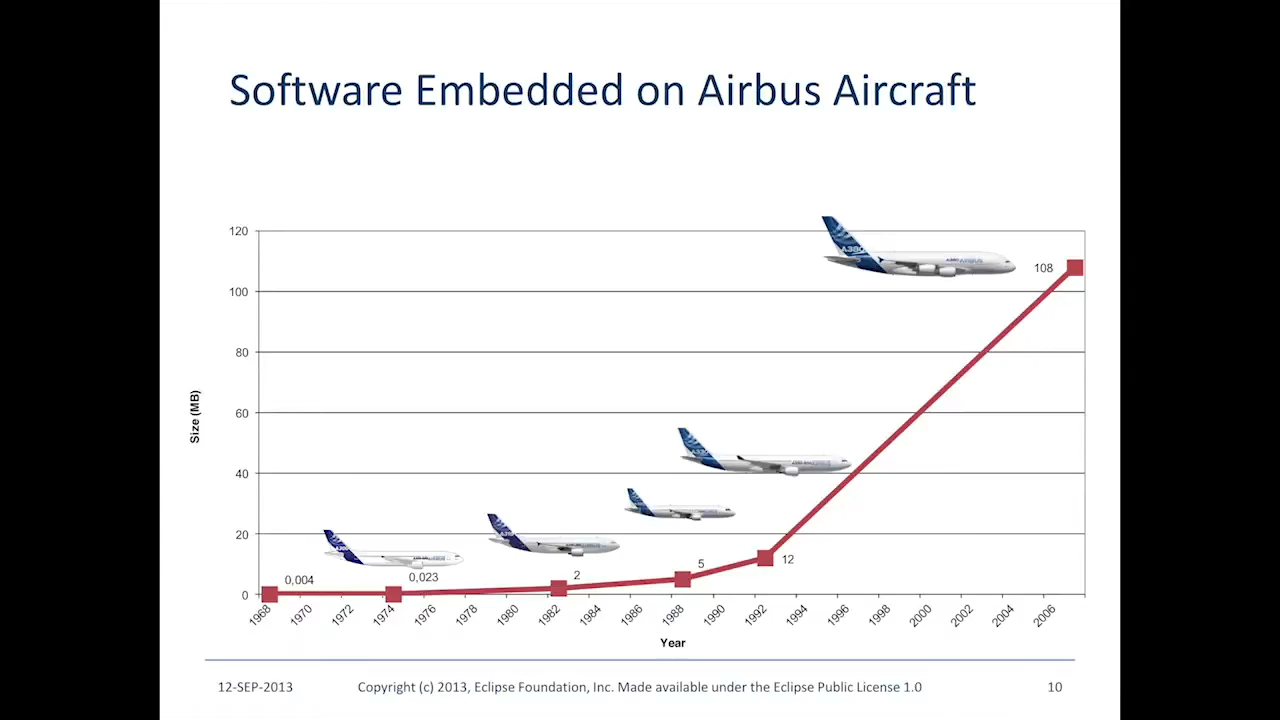 Software Embedded on Airbus Aircraft
120
100
80
60
40
20
0
Size (MB)
A380
AIRBUS
108
12
5
2
0,023
0,004
1968 1970 1972 1974 1976 1978 1980 1982 1984 1986 1988 1990 1992 1994 1996 1998 2000 2002 2004 2006
Year
12-SEP-2013 Copyright (c) 2013, Eclipse Foundation, Inc. Made available under the Eclipse Public License 1.0 10